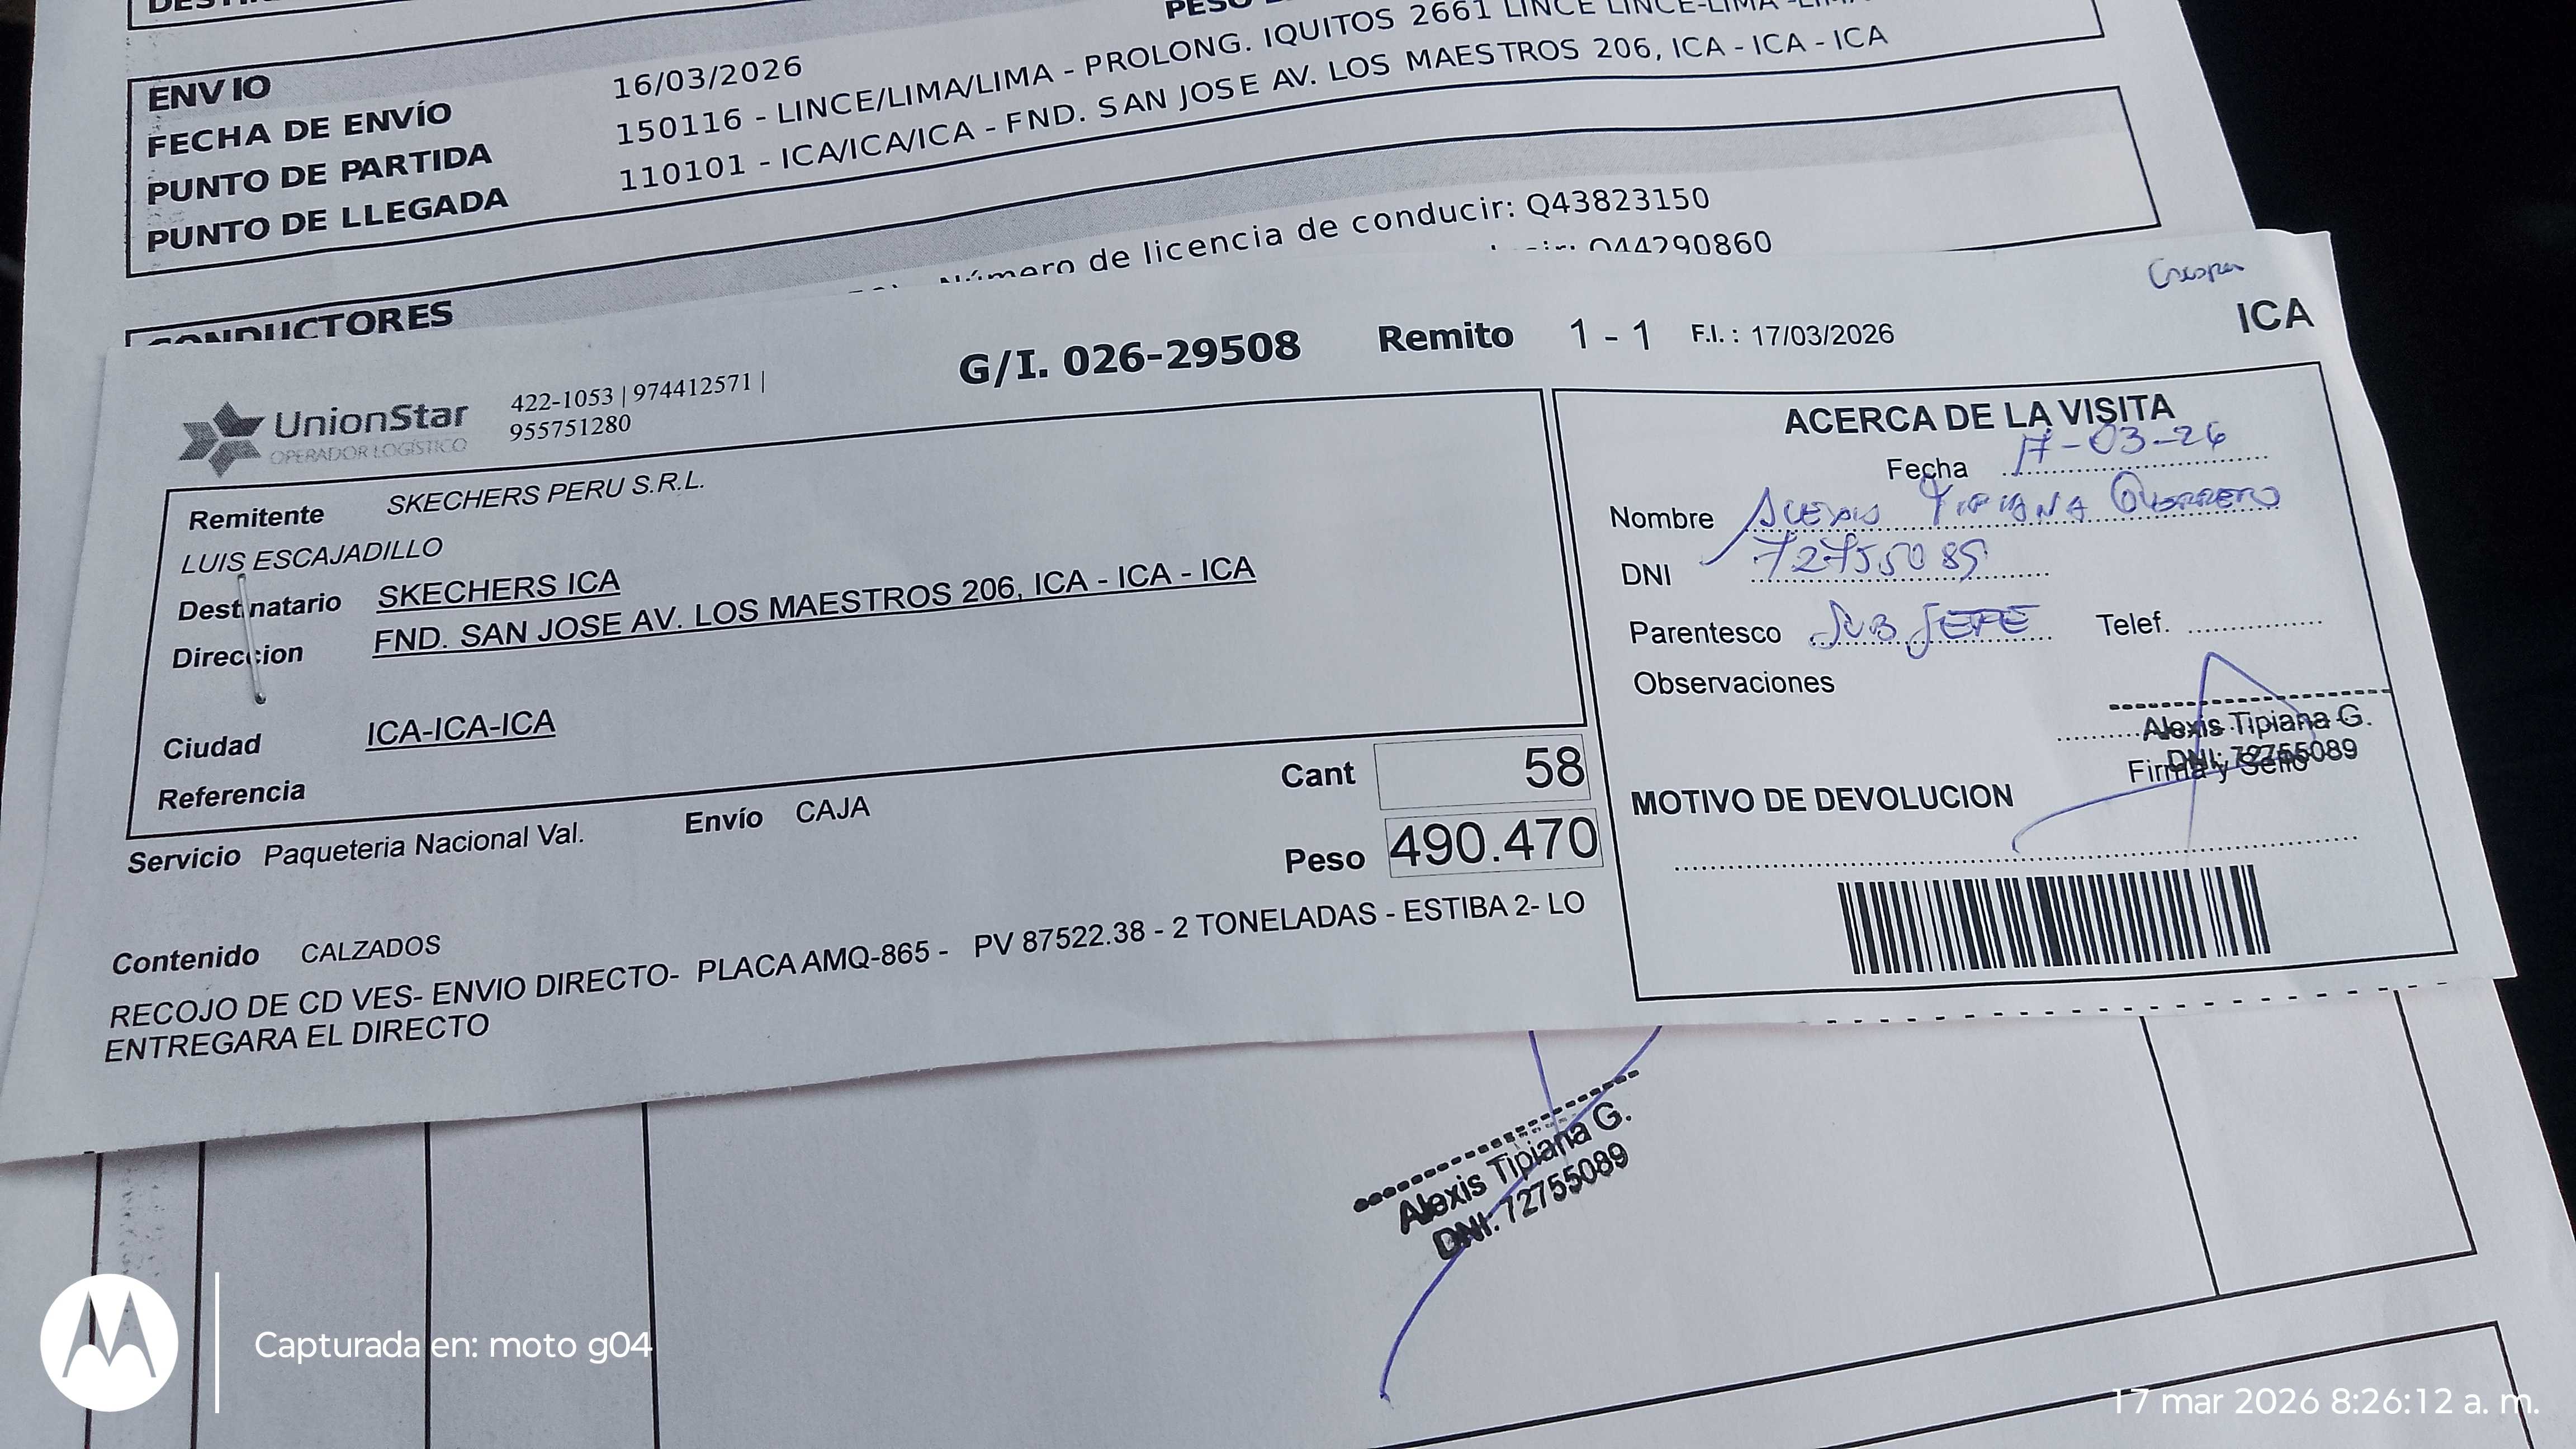 ENVIO
FECHA DE ENVÍO 16/03/2026
PUNTO DE PARTIDA 150116 - LINCE/LIMA/LIMA - PROLONG. IQUITOS 2661 LINCE LINCE-LIMA
PUNTO DE LLEGADA 110101 - ICA/ICA/ICA - FND. SAN JOSE AV. LOS MAESTROS 206, ICA - ICA - ICA
CONDUCTORES
Número de licencia de conducir: Q43823150
Q44290860
G/I. 026-29508 Remito 1 - 1 F.I. : 17/03/2026 ICA
UnionStar
OPERADOR LOGÍSTICO
422-1053 | 974412571 |
955751280
Remitente SKECHERS PERU S.R.L.
LUIS ESCAJADILLO
Destinatario SKECHERS ICA
Direccion FND. SAN JOSE AV. LOS MAESTROS 206, ICA - ICA - ICA
Ciudad ICA-ICA-ICA
Referencia
Cant 58
Servicio Paqueteria Nacional Val. Envío CAJA
Peso 490.470
Contenido CALZADOS
RECOJO DE CD VES- ENVIO DIRECTO- PLACA AMQ-865 - PV 87522.38 - 2 TONELADAS - ESTIBA 2- LO
ENTREGARA EL DIRECTO
ACERCA DE LA VISITA
Fecha 17-03-26
Nombre Alexis Tipiana Guerrero
DNI 72755089
Parentesco SUB JEFE Telef.
Observaciones
Alexis Tipiana G.
DNI: 72755089
Firma y Sello
MOTIVO DE DEVOLUCION
Alexis Tipiana G.
DNI: 72755089
Capturada en: moto g04
17 mar 2026 8:26:12 a. m.